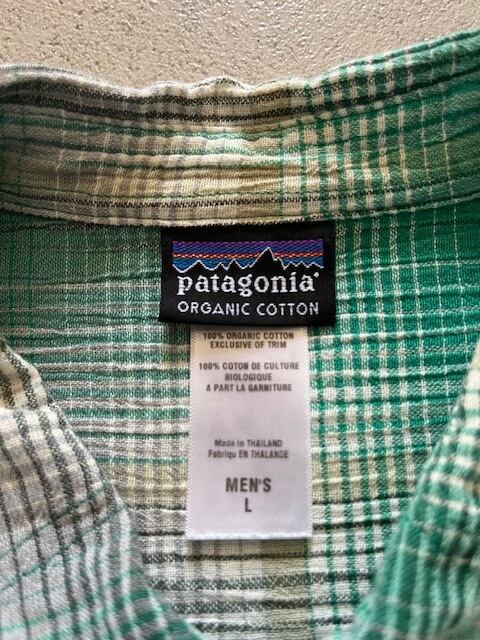 patagonia®
ORGANIC COTTON
100% ORGANIC COTTON
EXCLUSIVE OF TRIM
100% COTON DE CULTURE
BIOLOGIQUE
A PART LA GARNITURE
Made in THAILAND
Fabriqu EN THALANDE
MEN'S
L